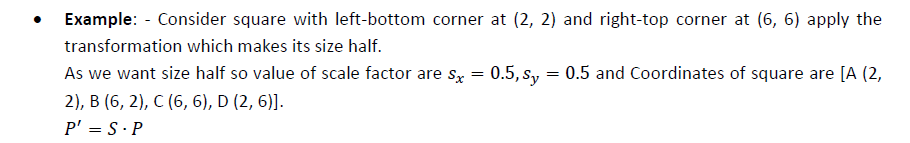 • Example: - Consider square with left-bottom corner at (2, 2) and right-top corner at (6, 6) apply the
transformation which makes its size half.
As we want size half so value of scale factor are sₓ = 0.5, s_y = 0.5 and Coordinates of square are [A (2,
2), B (6, 2), C (6, 6), D (2, 6)].
P′ = S · P